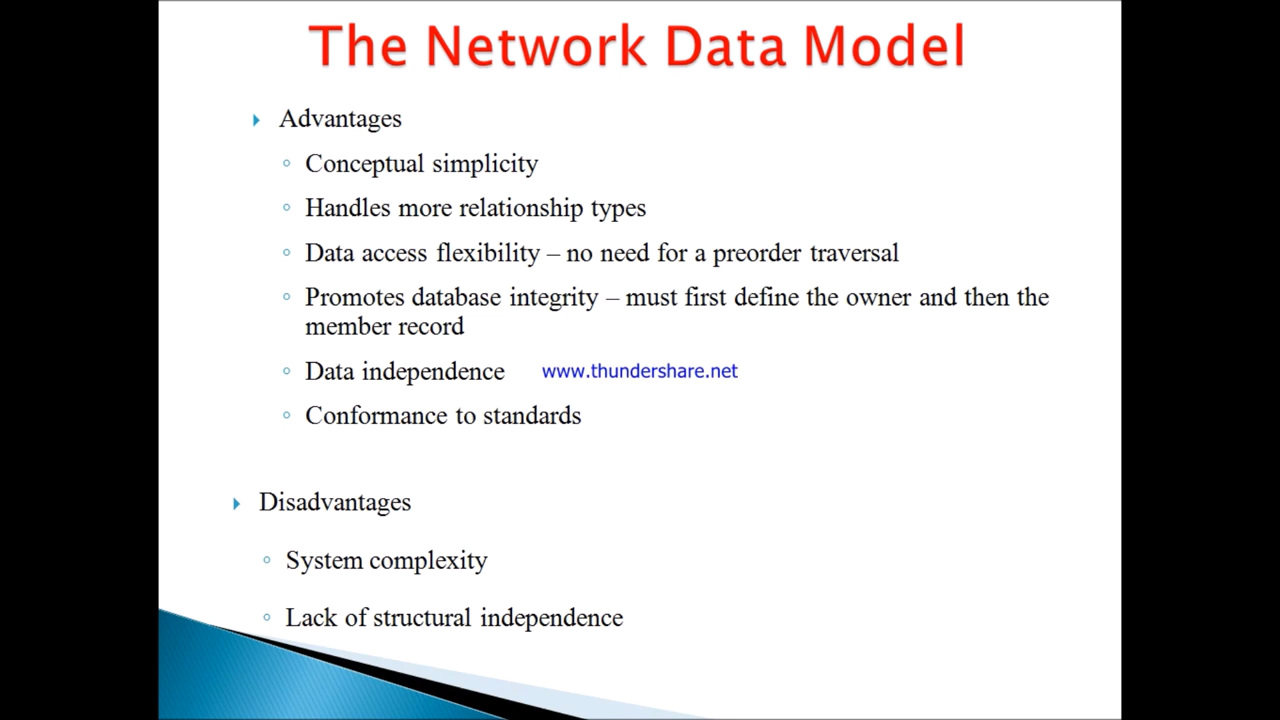 The Network Data Model
Advantages
Conceptual simplicity
Handles more relationship types
Data access flexibility – no need for a preorder traversal
Promotes database integrity – must first define the owner and then the
member record
Data independence
www.thundershare.net
Conformance to standards
Disadvantages
System complexity
Lack of structural independence